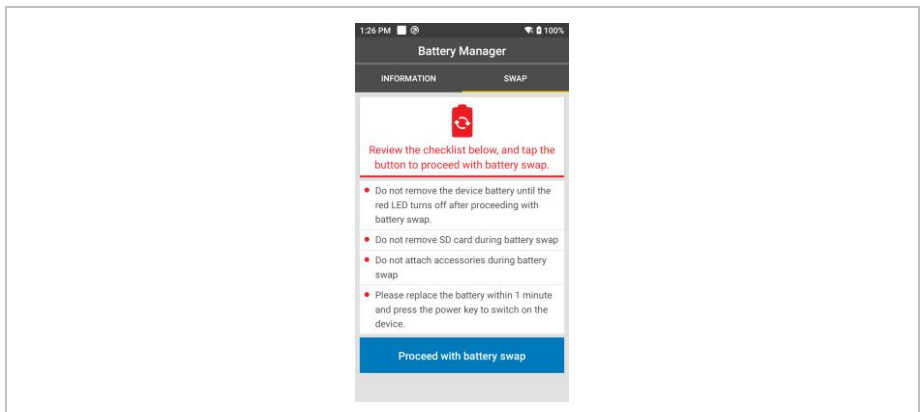 1:26 PM 100%
Battery Manager
INFORMATION SWAP
Review the checklist below, and tap the
button to proceed with battery swap.
Do not remove the device battery until the
red LED turns off after proceeding with
battery swap.
Do not remove SD card during battery swap
Do not attach accessories during battery
swap
Please replace the battery within 1 minute
and press the power key to switch on the
device.
Proceed with battery swap